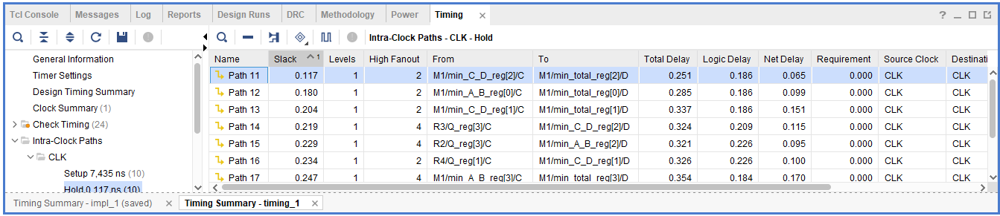 Tcl Console Messages Log Reports Design Runs DRC Methodology Power Timing
Intra-Clock Paths - CLK - Hold
General Information
Timer Settings
Design Timing Summary
Clock Summary (1)
Check Timing (24)
Intra-Clock Paths
CLK
Setup 7,435 ns (10)
Hold 0,117 ns (10)
Name Slack 1 Levels High Fanout From To Total Delay Logic Delay Net Delay Requirement Source Clock Destinati
Path 11 0.117 1 2 M1/min_C_D_reg[2]/C M1/min_total_reg[2]/D 0.251 0.186 0.065 0.000 CLK CLK
Path 12 0.180 1 2 M1/min_A_B_reg[0]/C M1/min_total_reg[0]/D 0.285 0.186 0.099 0.000 CLK CLK
Path 13 0.204 1 2 M1/min_C_D_reg[1]/C M1/min_total_reg[1]/D 0.337 0.186 0.151 0.000 CLK CLK
Path 14 0.219 1 4 R3/Q_reg[3]/C M1/min_C_D_reg[2]/D 0.324 0.209 0.115 0.000 CLK CLK
Path 15 0.229 1 4 R2/Q_reg[3]/C M1/min_A_B_reg[2]/D 0.321 0.226 0.095 0.000 CLK CLK
Path 16 0.234 1 2 R4/Q_reg[1]/C M1/min_C_D_reg[1]/D 0.326 0.226 0.100 0.000 CLK CLK
Path 17 0.247 1 4 M1/min_A_B_reg[3]/C M1/min_total_reg[3]/D 0.354 0.184 0.170 0.000 CLK CLK
Timing Summary - impl_1 (saved) Timing Summary - timing_1